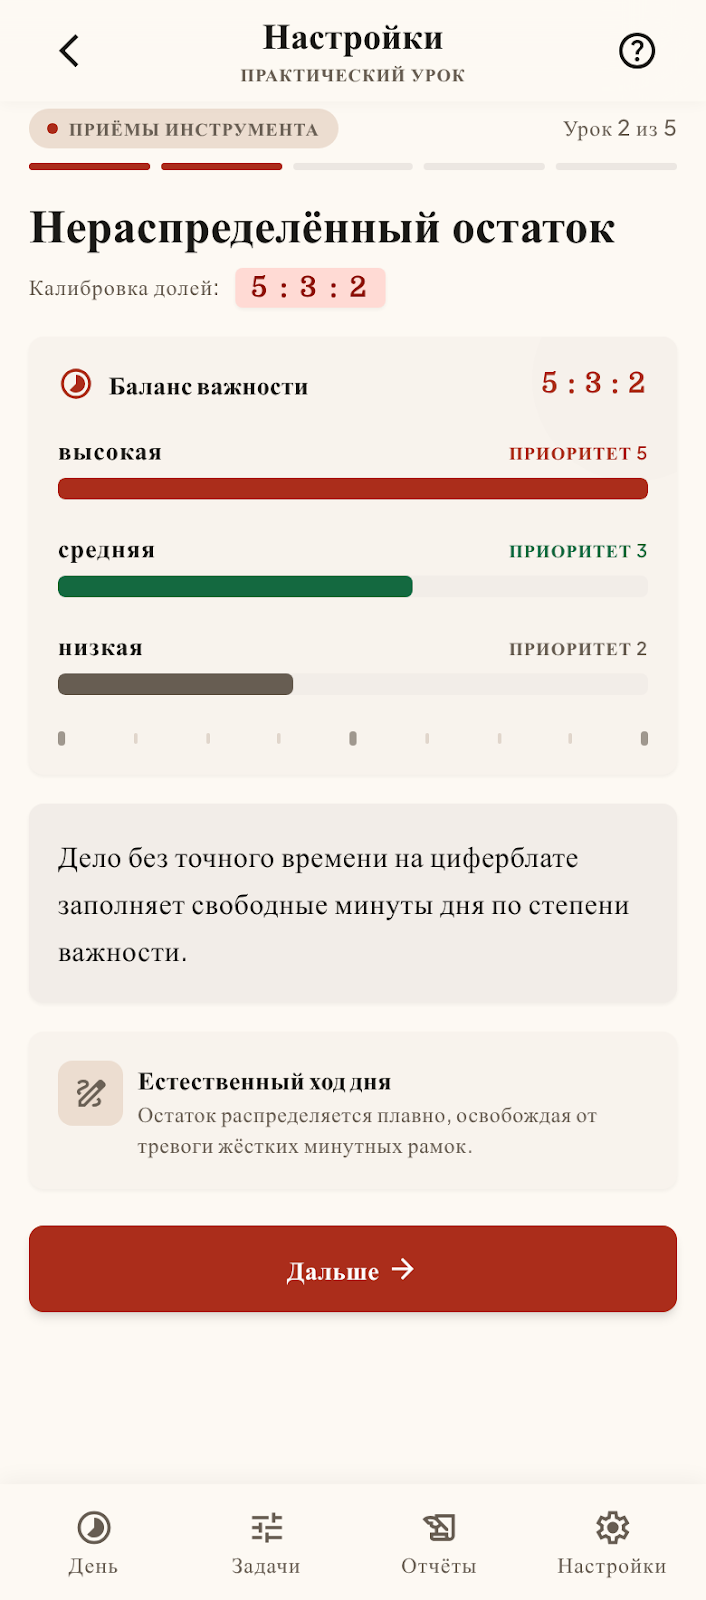 Настройки
ПРАКТИЧЕСКИЙ УРОК
ПРИЁМЫ ИНСТРУМЕНТА
Урок 2 из 5
Нераспределённый остаток
Калибровка долей: 5 : 3 : 2
Баланс важности 5 : 3 : 2
высокая ПРИОРИТЕТ 5
средняя ПРИОРИТЕТ 3
низкая ПРИОРИТЕТ 2
Дело без точного времени на циферблате
заполняет свободные минуты дня по степени
важности.
Естественный ход дня
Остаток распределяется плавно, освобождая от
тревоги жёстких минутных рамок.
Дальше →
День Задачи Отчёты Настройки